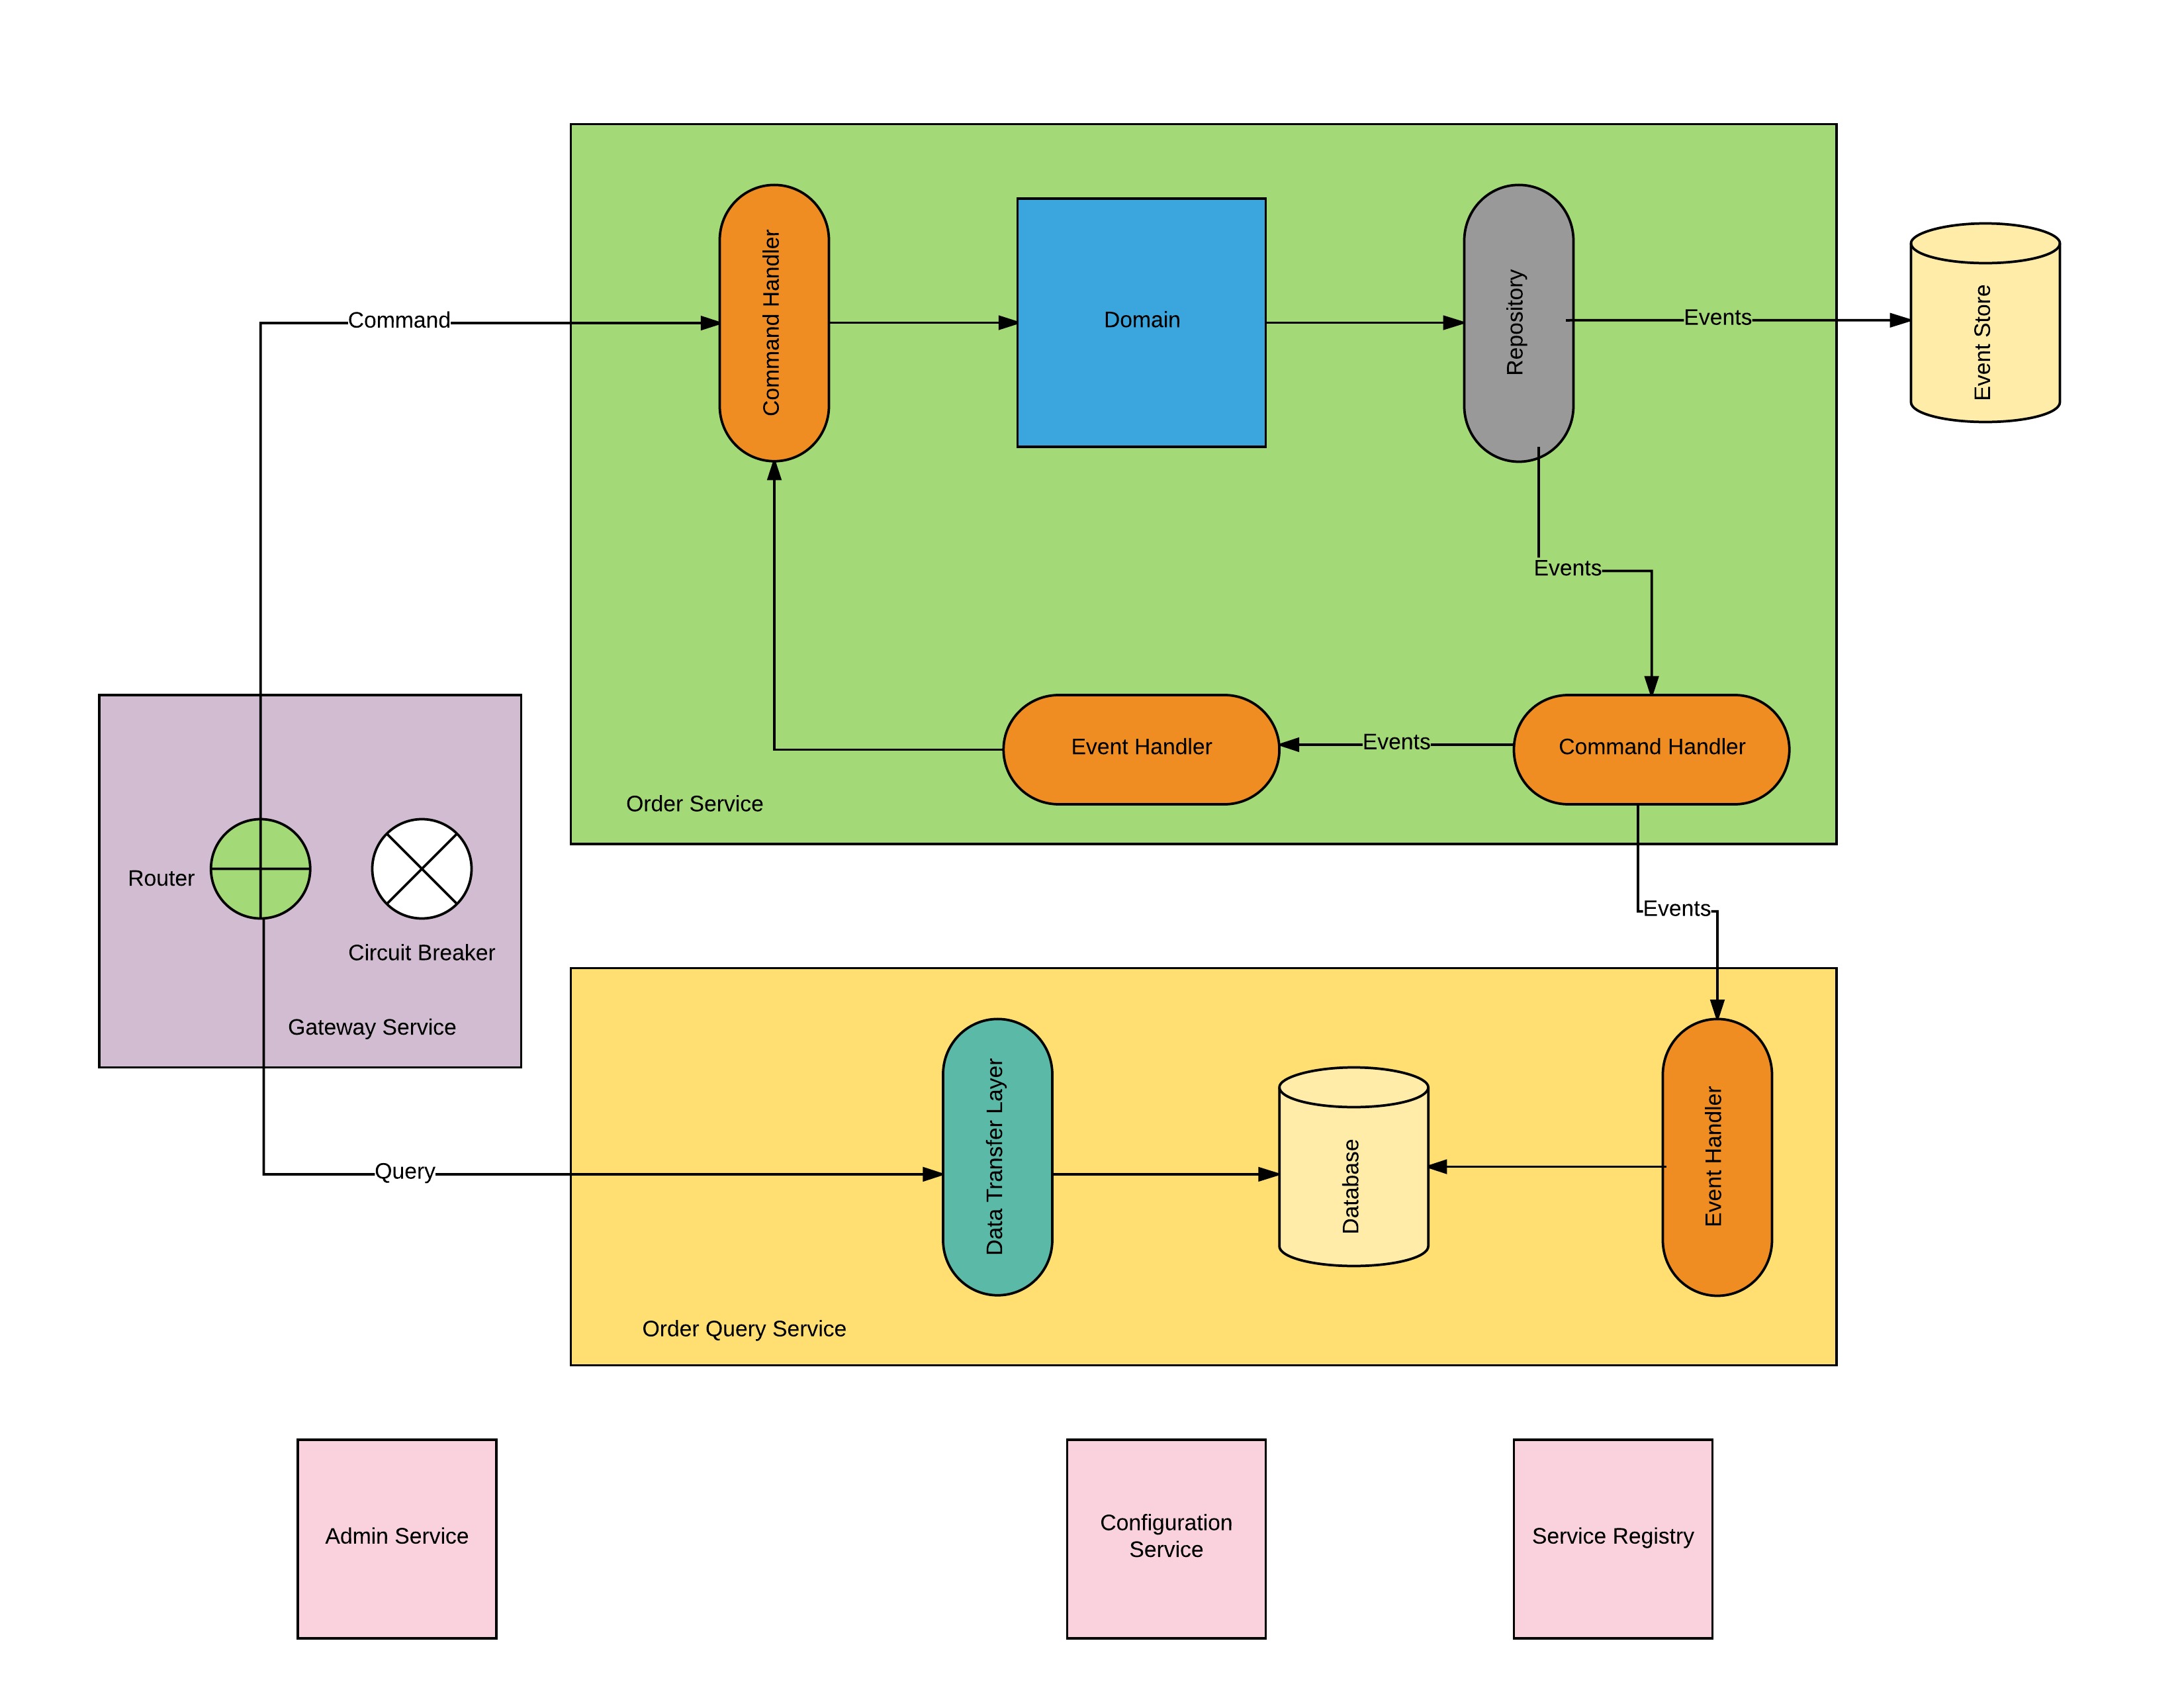 Command
Command Handler
Domain
Repository
Events
Event Store
Events
Event Handler
Events
Command Handler
Order Service
Router
Circuit Breaker
Gateway Service
Events
Query
Data Transfer Layer
Database
Event Handler
Order Query Service
Admin Service
Configuration
Service
Service Registry